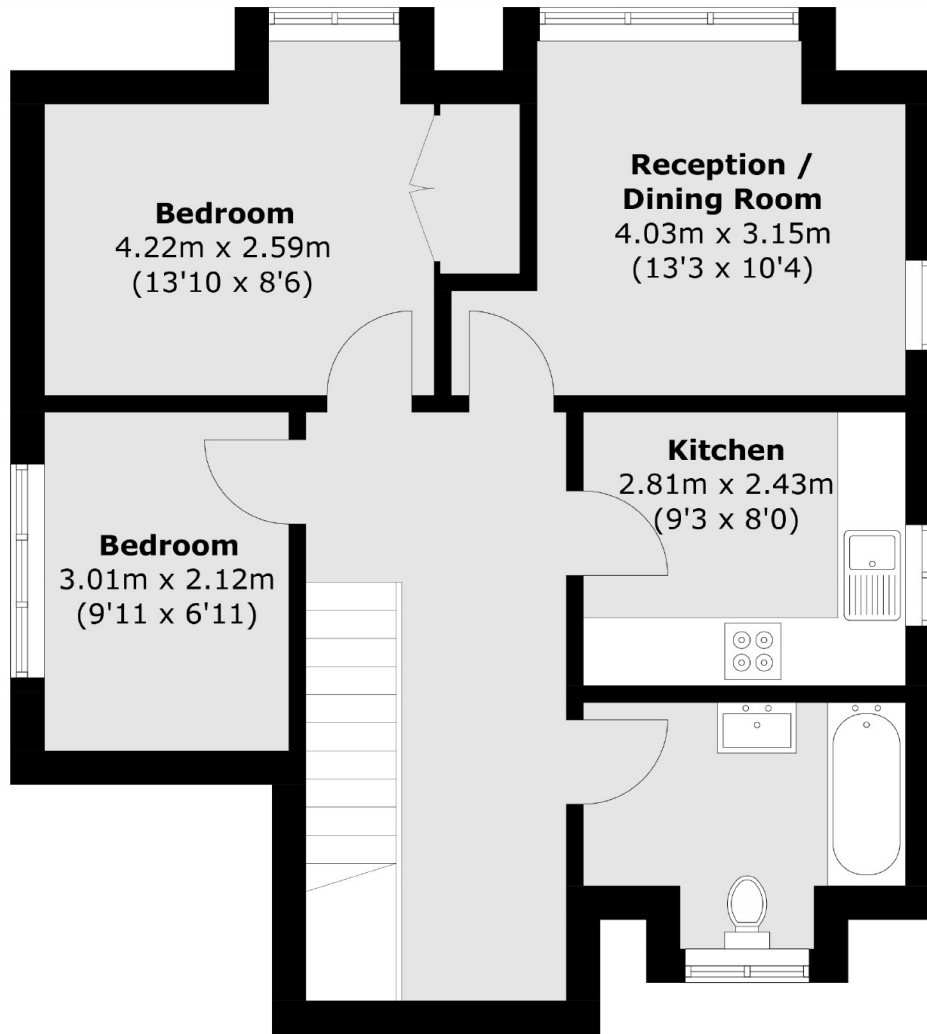 Bedroom
4.22m x 2.59m
(13'10 x 8'6)
Reception /
Dining Room
4.03m x 3.15m
(13'3 x 10'4)
Bedroom
3.01m x 2.12m
(9'11 x 6'11)
Kitchen
2.81m x 2.43m
(9'3 x 8'0)